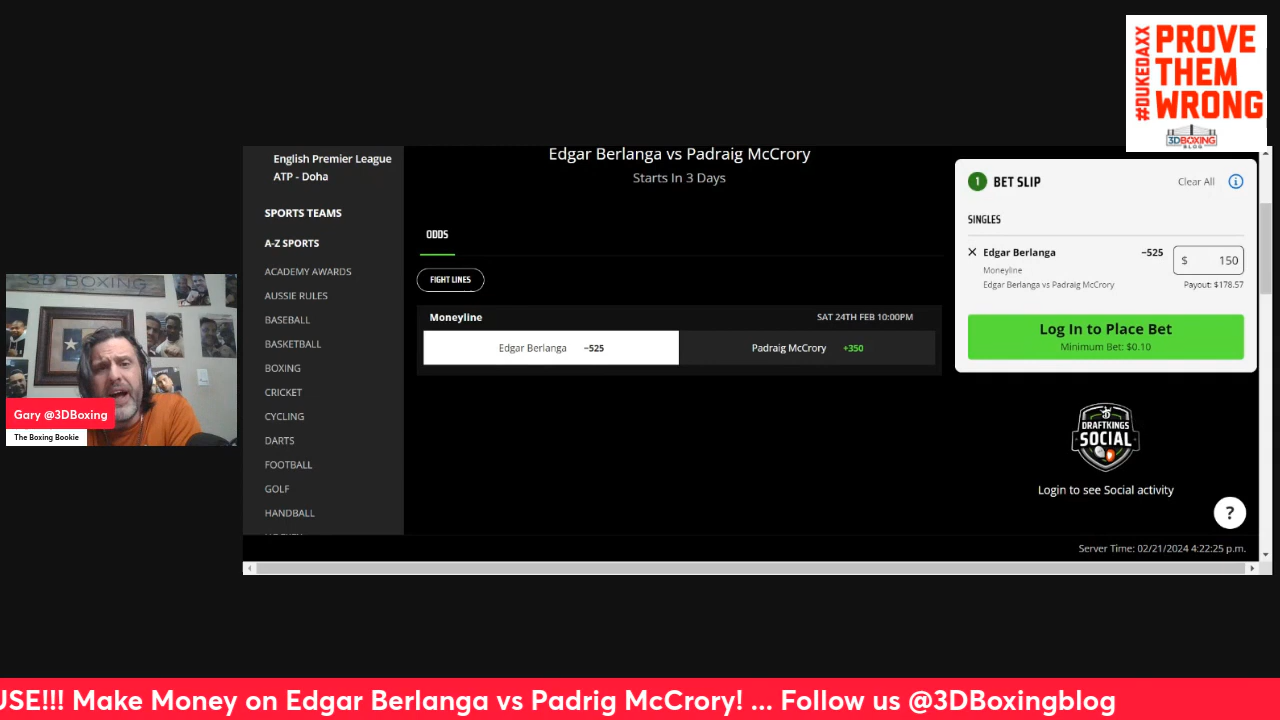 #DUKEDAXX
PROVE
THEM
WRONG
3DBOXING
BLOG
English Premier League
ATP - Doha
SPORTS TEAMS
A-Z SPORTS
ACADEMY AWARDS
AUSSIE RULES
BASEBALL
BASKETBALL
BOXING
CRICKET
CYCLING
DARTS
FOOTBALL
GOLF
HANDBALL
Edgar Berlanga vs Padraig McCrory
Starts In 3 Days
ODDS
FIGHT LINES
Moneyline SAT 24TH FEB 10:00PM
Edgar Berlanga −525 Padraig McCrory +350
1 BET SLIP Clear All i
SINGLES
× Edgar Berlanga −525 $ 150
Moneyline
Edgar Berlanga vs Padraig McCrory Payout: $178.57
Log In to Place Bet
Minimum Bet: $0.10
DRAFTKINGS
SOCIAL
Login to see Social activity
?
Server Time: 02/21/2024 4:22:25 p.m.
3D BOXING
Gary @3DBoxing
The Boxing Bookie
USE!!! Make Money on Edgar Berlanga vs Padrig McCrory! ... Follow us @3DBoxingblog